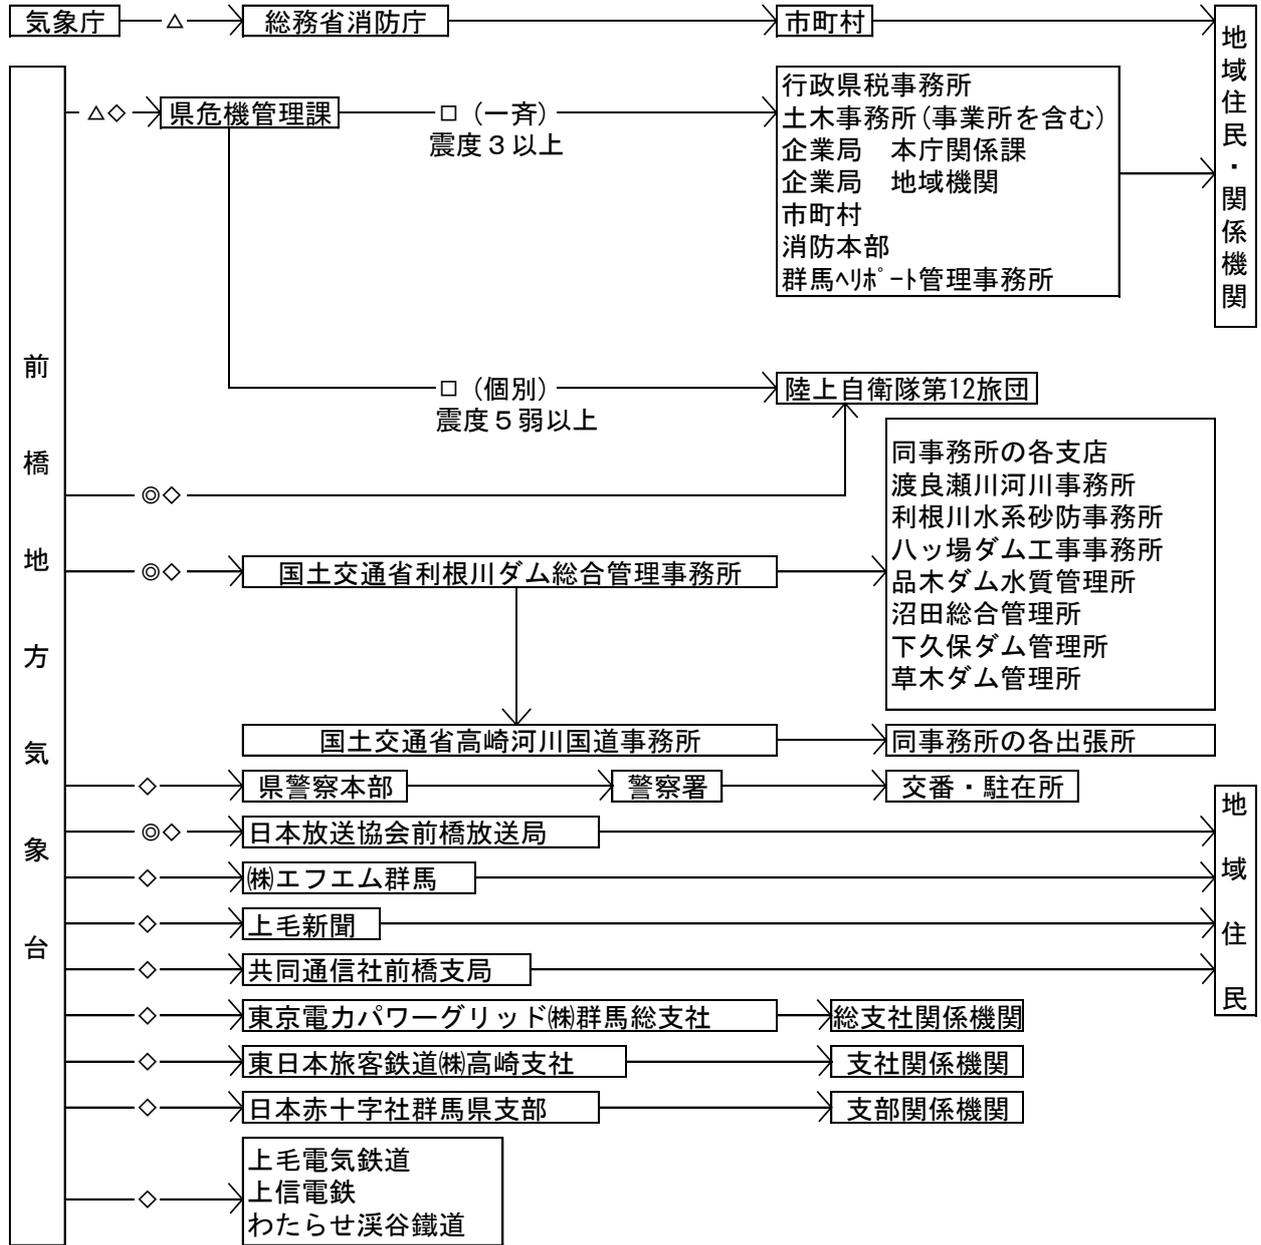 気象庁 △ 総務省消防庁 市町村
地域住民・関係機関
前橋地方気象台
△◇ 県危機管理課 □（一斉）
震度３以上
行政県税事務所
土木事務所(事業所を含む)
企業局　本庁関係課
企業局　地域機関
市町村
消防本部
群馬ﾍﾘﾎﾟｰﾄ管理事務所
□（個別） 陸上自衛隊第12旅団
震度５弱以上
◎◇
◎◇ 国土交通省利根川ダム総合管理事務所
同事務所の各支店
渡良瀬川河川事務所
利根川水系砂防事務所
八ッ場ダム工事事務所
品木ダム水質管理所
沼田総合管理所
下久保ダム管理所
草木ダム管理所
国土交通省高崎河川国道事務所 同事務所の各出張所
◇ 県警察本部 警察署 交番・駐在所
地域住民
◎◇ 日本放送協会前橋放送局
◇ ㈱エフエム群馬
◇ 上毛新聞
◇ 共同通信社前橋支局
◇ 東京電力パワーグリッド㈱群馬総支社 総支社関係機関
◇ 東日本旅客鉄道㈱高崎支社 支社関係機関
◇ 日本赤十字社群馬県支部 支部関係機関
◇
上毛電気鉄道
上信電鉄
わたらせ渓谷鐵道